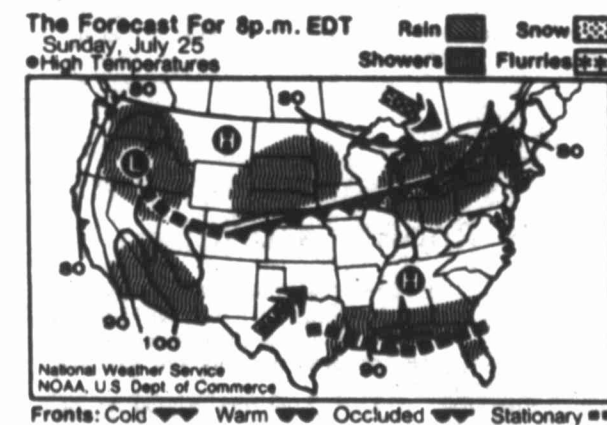 The Forecast For 8p.m. EDT
Sunday, July 25
●High Temperatures
Rain
Snow
Showers
Flurries
80
80
80
H
L
80
H
90
100
90
National Weather Service
NOAA, U.S. Dept. of Commerce
Fronts: Cold Warm Occluded Stationary